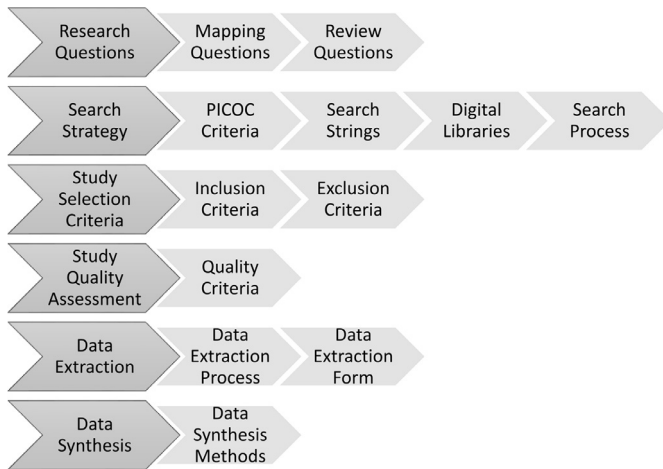 Research
Questions
Mapping
Questions
Review
Questions
Search
Strategy
PICOC
Criteria
Search
Strings
Digital
Libraries
Search
Process
Study
Selection
Criteria
Inclusion
Criteria
Exclusion
Criteria
Study
Quality
Assessment
Quality
Criteria
Data
Extraction
Data
Extraction
Process
Data
Extraction
Form
Data
Synthesis
Data
Synthesis
Methods